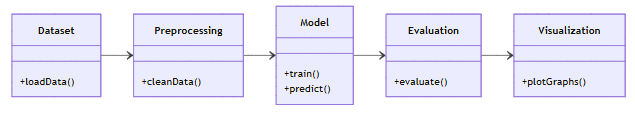 Dataset
+loadData()
Preprocessing
+cleanData()
Model
+train()
+predict()
Evaluation
+evaluate()
Visualization
+plotGraphs()